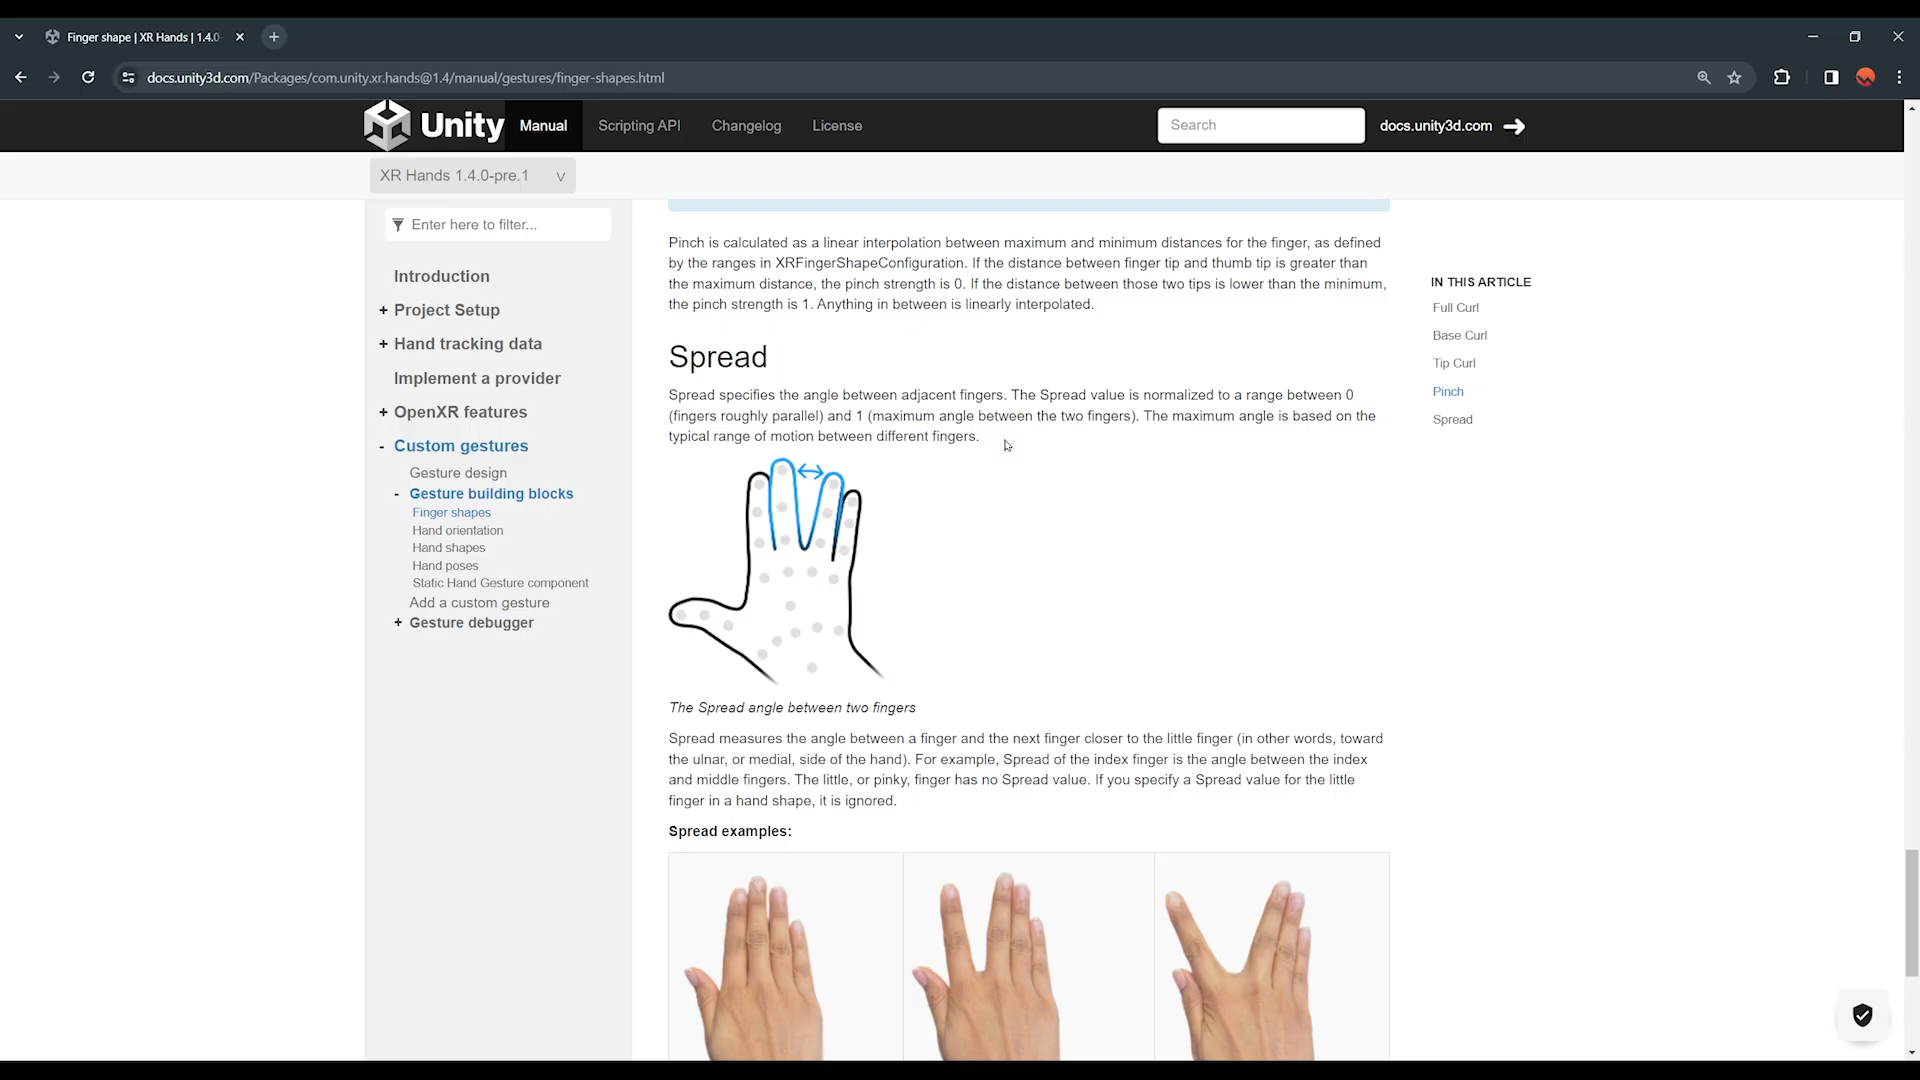 Finger shape | XR Hands | 1.4.0
docs.unity3d.com/Packages/com.unity.xr.hands@1.4/manual/gestures/finger-shapes.html
Unity Manual Scripting API Changelog License Search docs.unity3d.com
XR Hands 1.4.0-pre.1 V
Enter here to filter...
Introduction
+ Project Setup
+ Hand tracking data
Implement a provider
+ OpenXR features
- Custom gestures
Gesture design
- Gesture building blocks
Finger shapes
Hand orientation
Hand shapes
Hand poses
Static Hand Gesture component
Add a custom gesture
+ Gesture debugger
Pinch is calculated as a linear interpolation between maximum and minimum distances for the finger, as defined
by the ranges in XRFingerShapeConfiguration. If the distance between finger tip and thumb tip is greater than
the maximum distance, the pinch strength is 0. If the distance between those two tips is lower than the minimum,
the pinch strength is 1. Anything in between is linearly interpolated.
Spread
Spread specifies the angle between adjacent fingers. The Spread value is normalized to a range between 0
(fingers roughly parallel) and 1 (maximum angle between the two fingers). The maximum angle is based on the
typical range of motion between different fingers.
The Spread angle between two fingers
Spread measures the angle between a finger and the next finger closer to the little finger (in other words, toward
the ulnar, or medial, side of the hand). For example, Spread of the index finger is the angle between the index
and middle fingers. The little, or pinky, finger has no Spread value. If you specify a Spread value for the little
finger in a hand shape, it is ignored.
Spread examples:
IN THIS ARTICLE
Full Curl
Base Curl
Tip Curl
Pinch
Spread